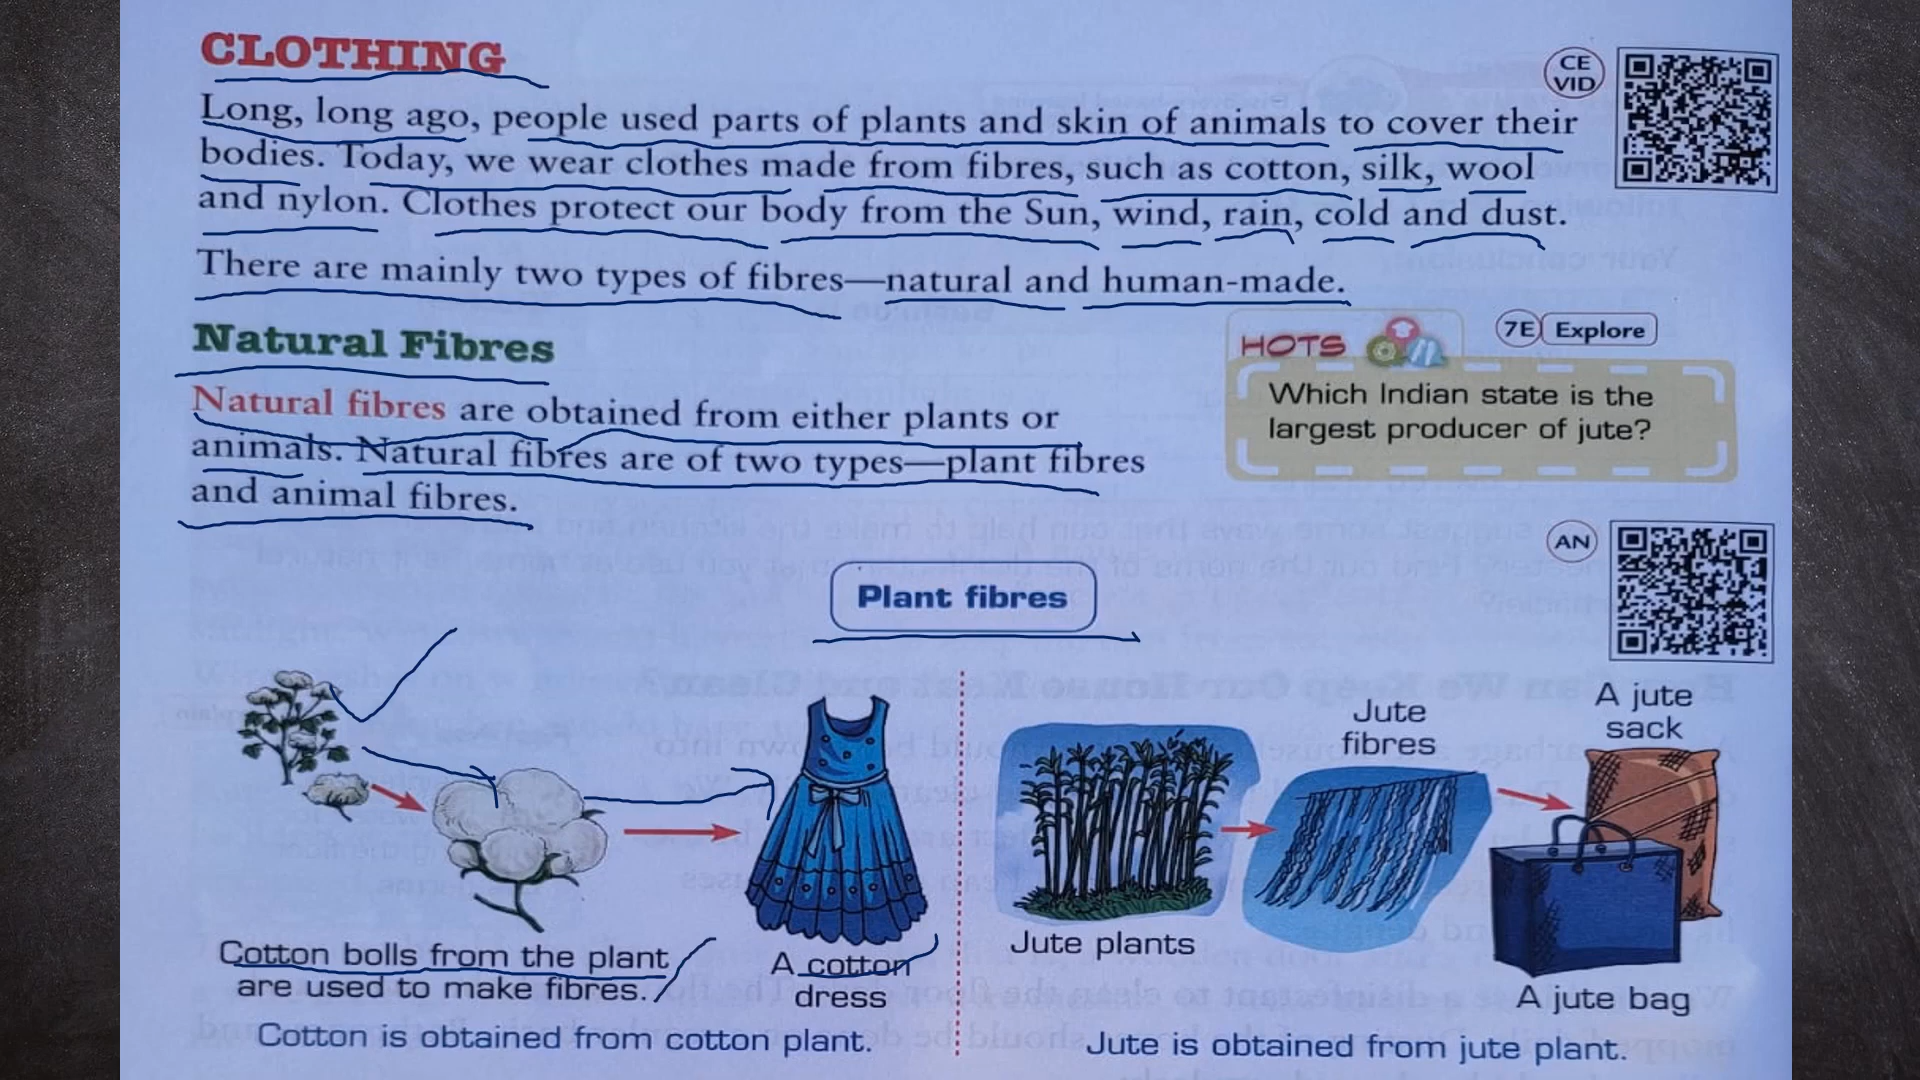 CLOTHING
CE
VID
Long, long ago, people used parts of plants and skin of animals to cover their
bodies. Today, we wear clothes made from fibres, such as cotton, silk, wool
and nylon. Clothes protect our body from the Sun, wind, rain, cold and dust.
There are mainly two types of fibres—natural and human-made.
Natural Fibres
Natural fibres are obtained from either plants or
animals. Natural fibres are of two types—plant fibres
and animal fibres.
HOTS
7E Explore
Which Indian state is the
largest producer of jute?
AN
Plant fibres
Cotton bolls from the plant
are used to make fibres.
A cotton
dress
Cotton is obtained from cotton plant.
Jute plants
Jute
fibres
A jute
sack
A jute bag
Jute is obtained from jute plant.